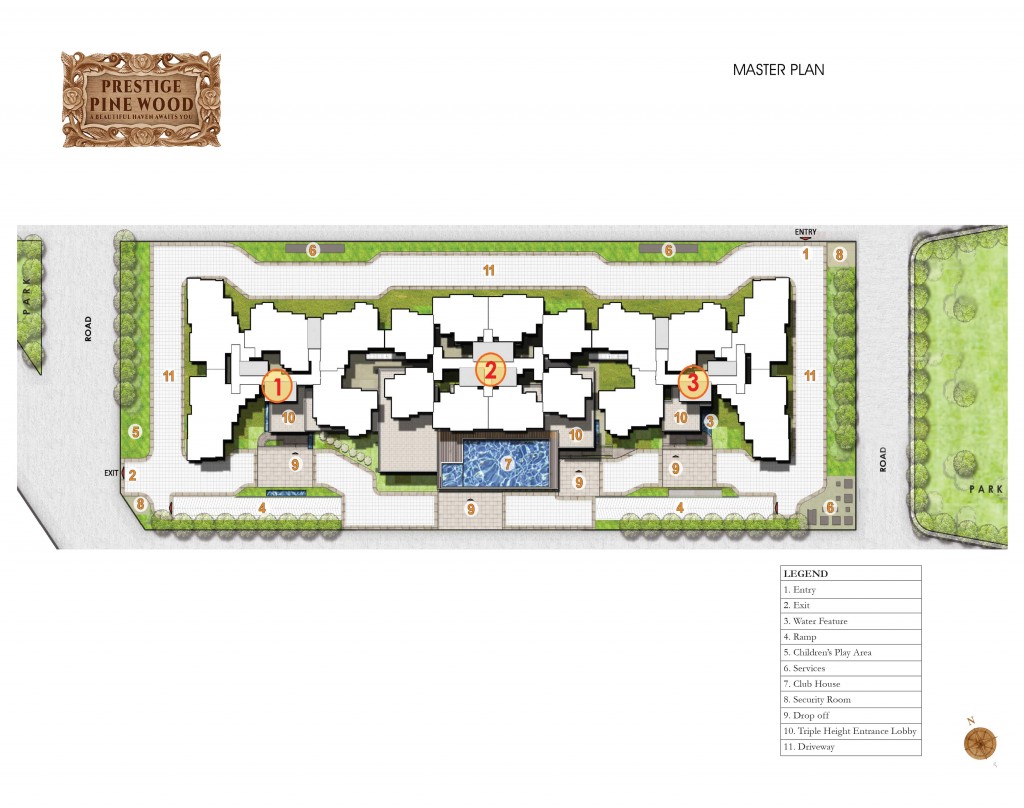 PRESTIGE
PINE WOOD
A BEAUTIFUL HAVEN AWAITS YOU
MASTER PLAN
ENTRY
6
6
1
8
11
PARK
ROAD
11
1
2
3
11
10
10
3
5
10
9
7
9
9
ROAD
EXIT
2
8
4
9
4
6
PARK
LEGEND
1. Entry
2. Exit
3. Water Feature
4. Ramp
5. Children's Play Area
6. Services
7. Club House
8. Security Room
9. Drop off
10. Triple Height Entrance Lobby
11. Driveway
N